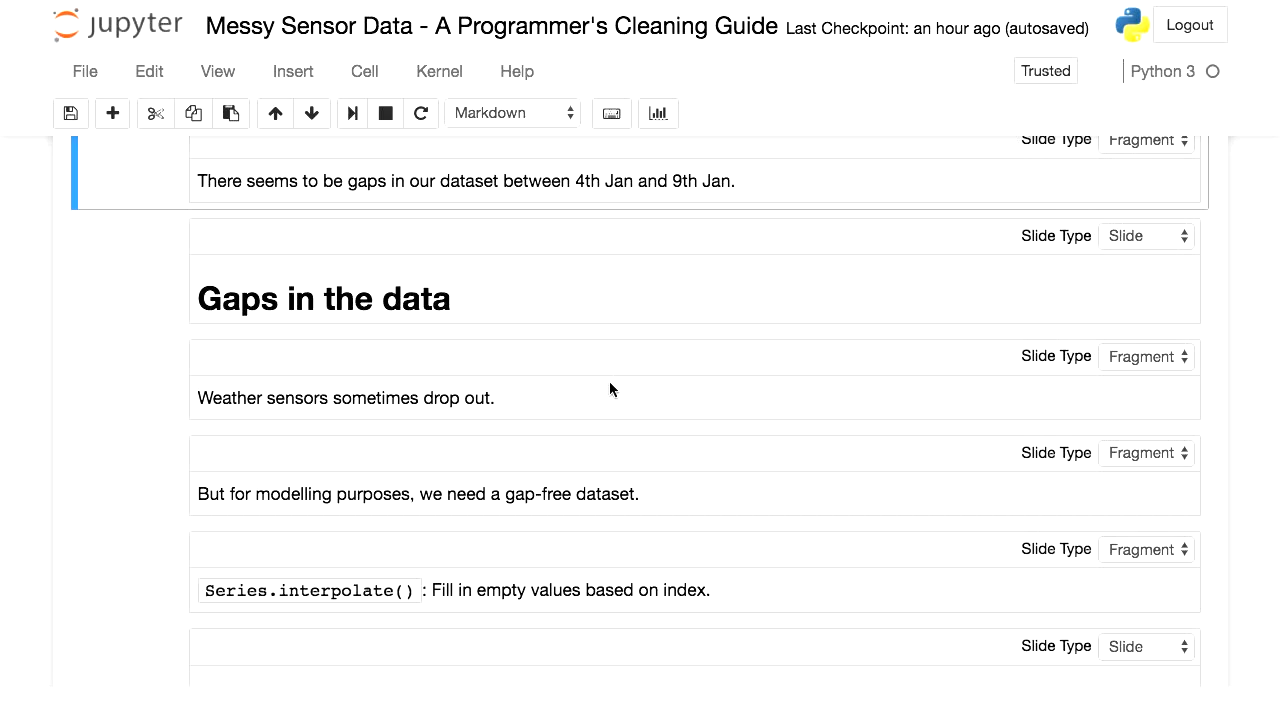 jupyter Messy Sensor Data - A Programmer's Cleaning Guide Last Checkpoint: an hour ago (autosaved) Logout
File Edit View Insert Cell Kernel Help Trusted Python 3
Markdown
Slide Type Fragment
There seems to be gaps in our dataset between 4th Jan and 9th Jan.
Slide Type Slide
Gaps in the data
Slide Type Fragment
Weather sensors sometimes drop out.
Slide Type Fragment
But for modelling purposes, we need a gap-free dataset.
Slide Type Fragment
Series.interpolate() : Fill in empty values based on index.
Slide Type Slide